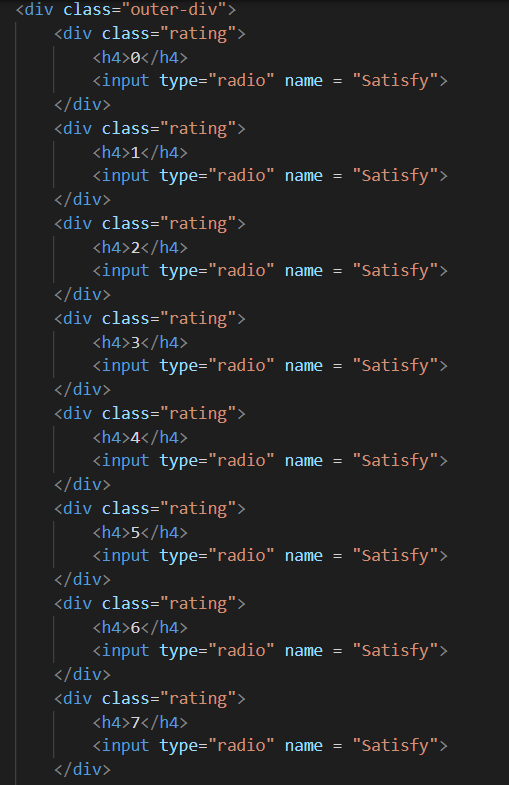 <div class="outer-div">
<div class="rating">
<h4>0</h4>
<input type="radio" name = "Satisfy">
</div>
<div class="rating">
<h4>1</h4>
<input type="radio" name = "Satisfy">
</div>
<div class="rating">
<h4>2</h4>
<input type="radio" name = "Satisfy">
</div>
<div class="rating">
<h4>3</h4>
<input type="radio" name = "Satisfy">
</div>
<div class="rating">
<h4>4</h4>
<input type="radio" name = "Satisfy">
</div>
<div class="rating">
<h4>5</h4>
<input type="radio" name = "Satisfy">
</div>
<div class="rating">
<h4>6</h4>
<input type="radio" name = "Satisfy">
</div>
<div class="rating">
<h4>7</h4>
<input type="radio" name = "Satisfy">
</div>